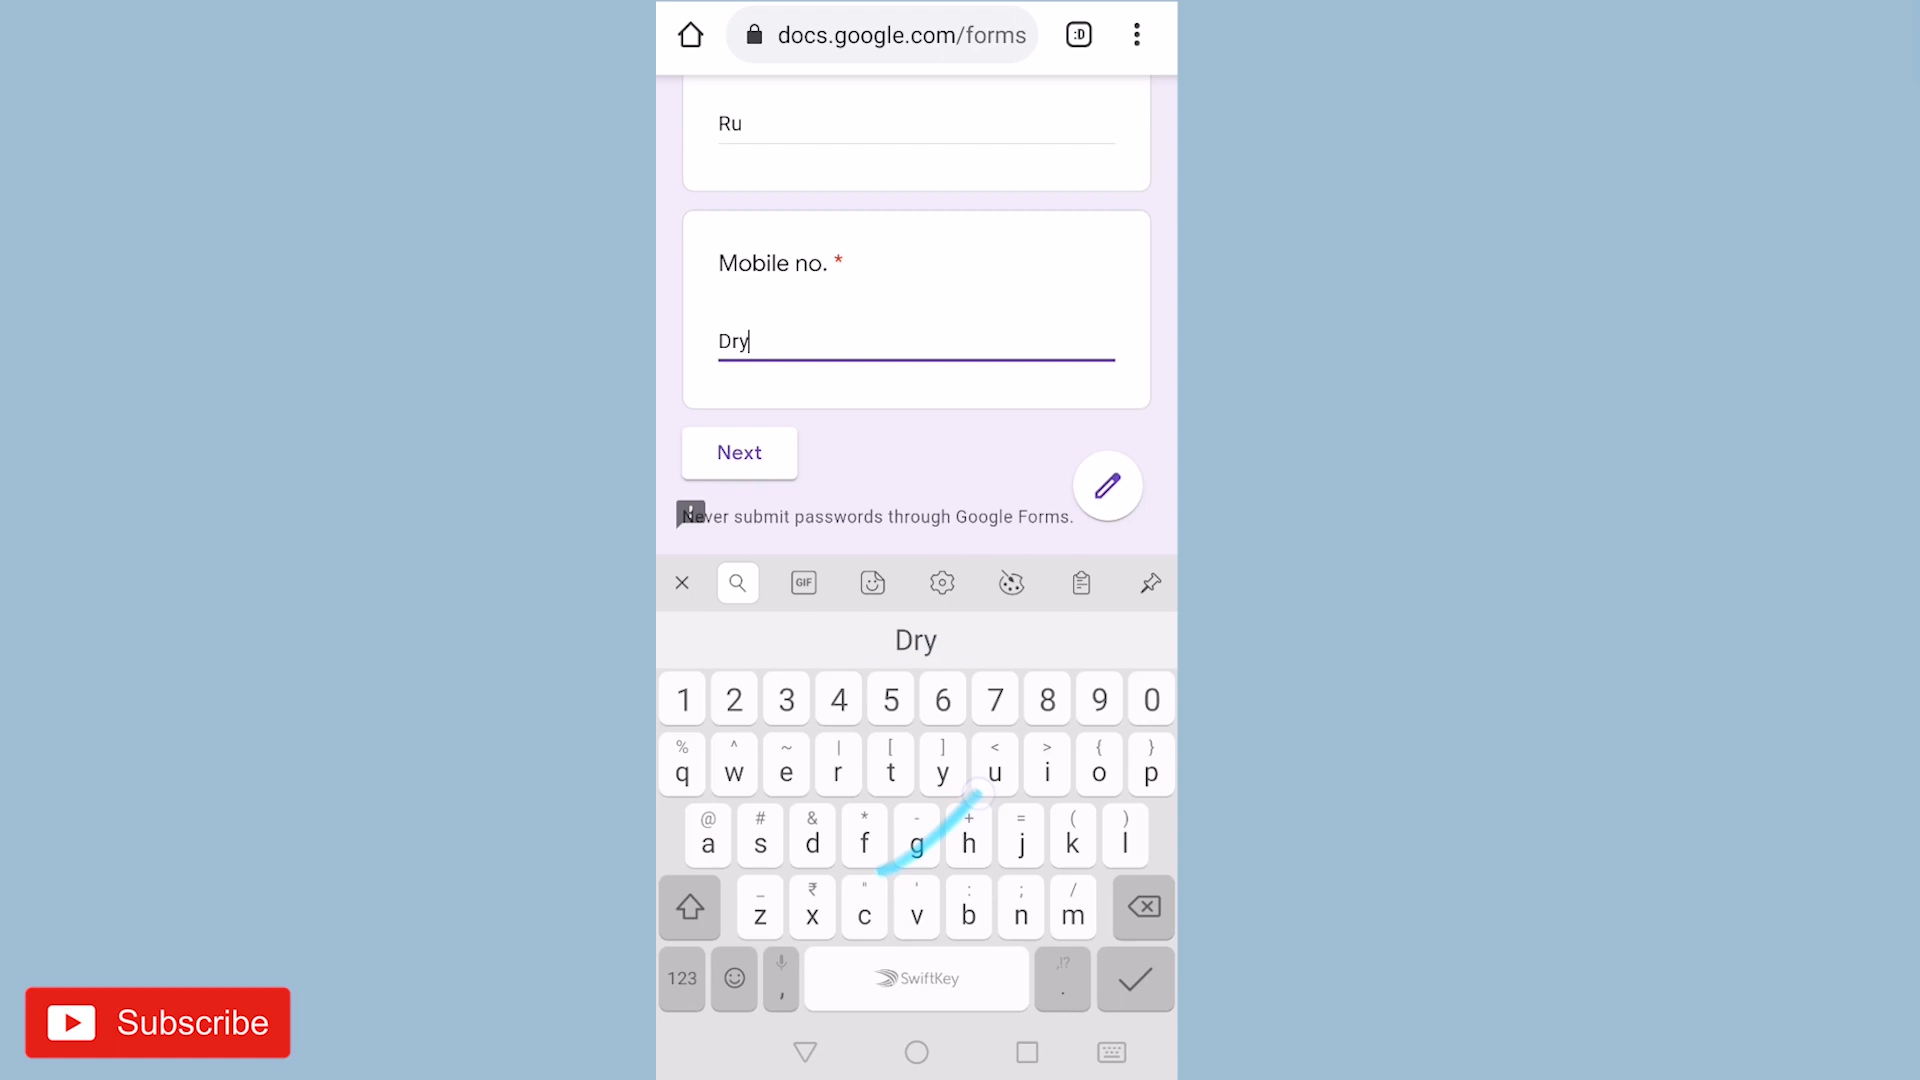 docs.google.com/forms
:D
Ru
Mobile no. *
Dry
Next
Never submit passwords through Google Forms.
GIF
Dry
1 2 3 4 5 6 7 8 9 0
% ^ ~ | [ ] < > { }
q w e r t y u i o p
@ # & * - + = ( )
a s d f g h j k l
_ ₹ " ' : ; /
z x c v b n m
,!?
123 , SwiftKey .
Subscribe